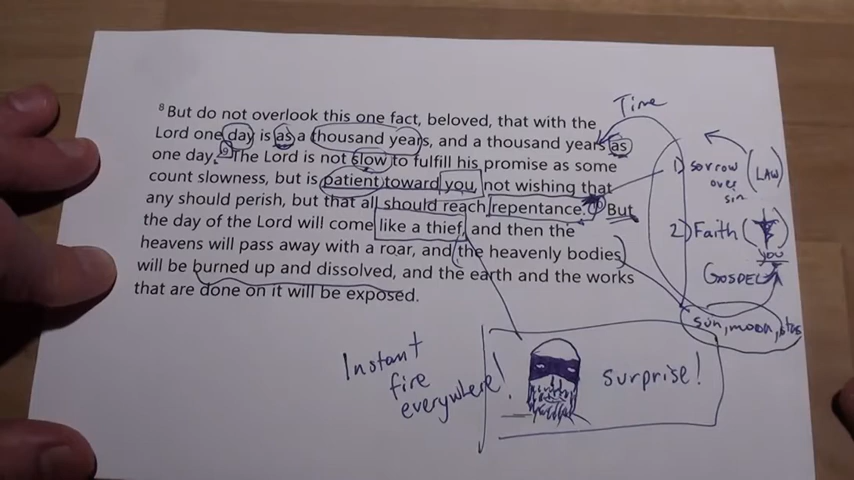 8 But do not overlook this one fact, beloved, that with the
Lord one day is as a thousand years, and a thousand years as
one day. 9 The Lord is not slow to fulfill his promise as some
count slowness, but is patient toward you, not wishing that
any should perish, but that all should reach repentance. But
the day of the Lord will come like a thief, and then the
heavens will pass away with a roar, and the heavenly bodies
will be burned up and dissolved, and the earth and the works
that are done on it will be exposed.
Time
1) sorrow
over
sin
(LAW)
2) Faith
YOU
GOSPEL
sun, moon, stars
Instant
fire
everywhere!
surprise!